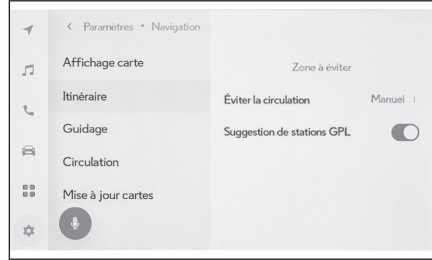 < Paramètres • Navigation
Affichage carte
Itinéraire
Guidage
Circulation
Mise à jour cartes
Zone à éviter
Éviter la circulation Manuel
Suggestion de stations GPL